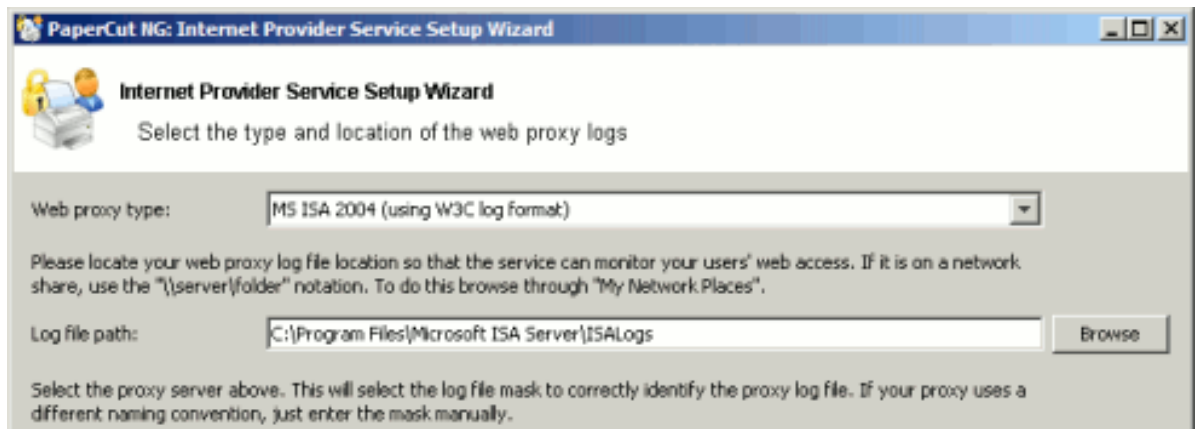 PaperCut NG: Internet Provider Service Setup Wizard
Internet Provider Service Setup Wizard
Select the type and location of the web proxy logs
Web proxy type:
MS ISA 2004 (using W3C log format)
Please locate your web proxy log file location so that the service can monitor your users' web access. If it is on a network
share, use the "\\server\folder" notation. To do this browse through "My Network Places".
Log file path:
C:\Program Files\Microsoft ISA Server\ISALogs
Browse
Select the proxy server above. This will select the log file mask to correctly identify the proxy log file. If your proxy uses a
different naming convention, just enter the mask manually.